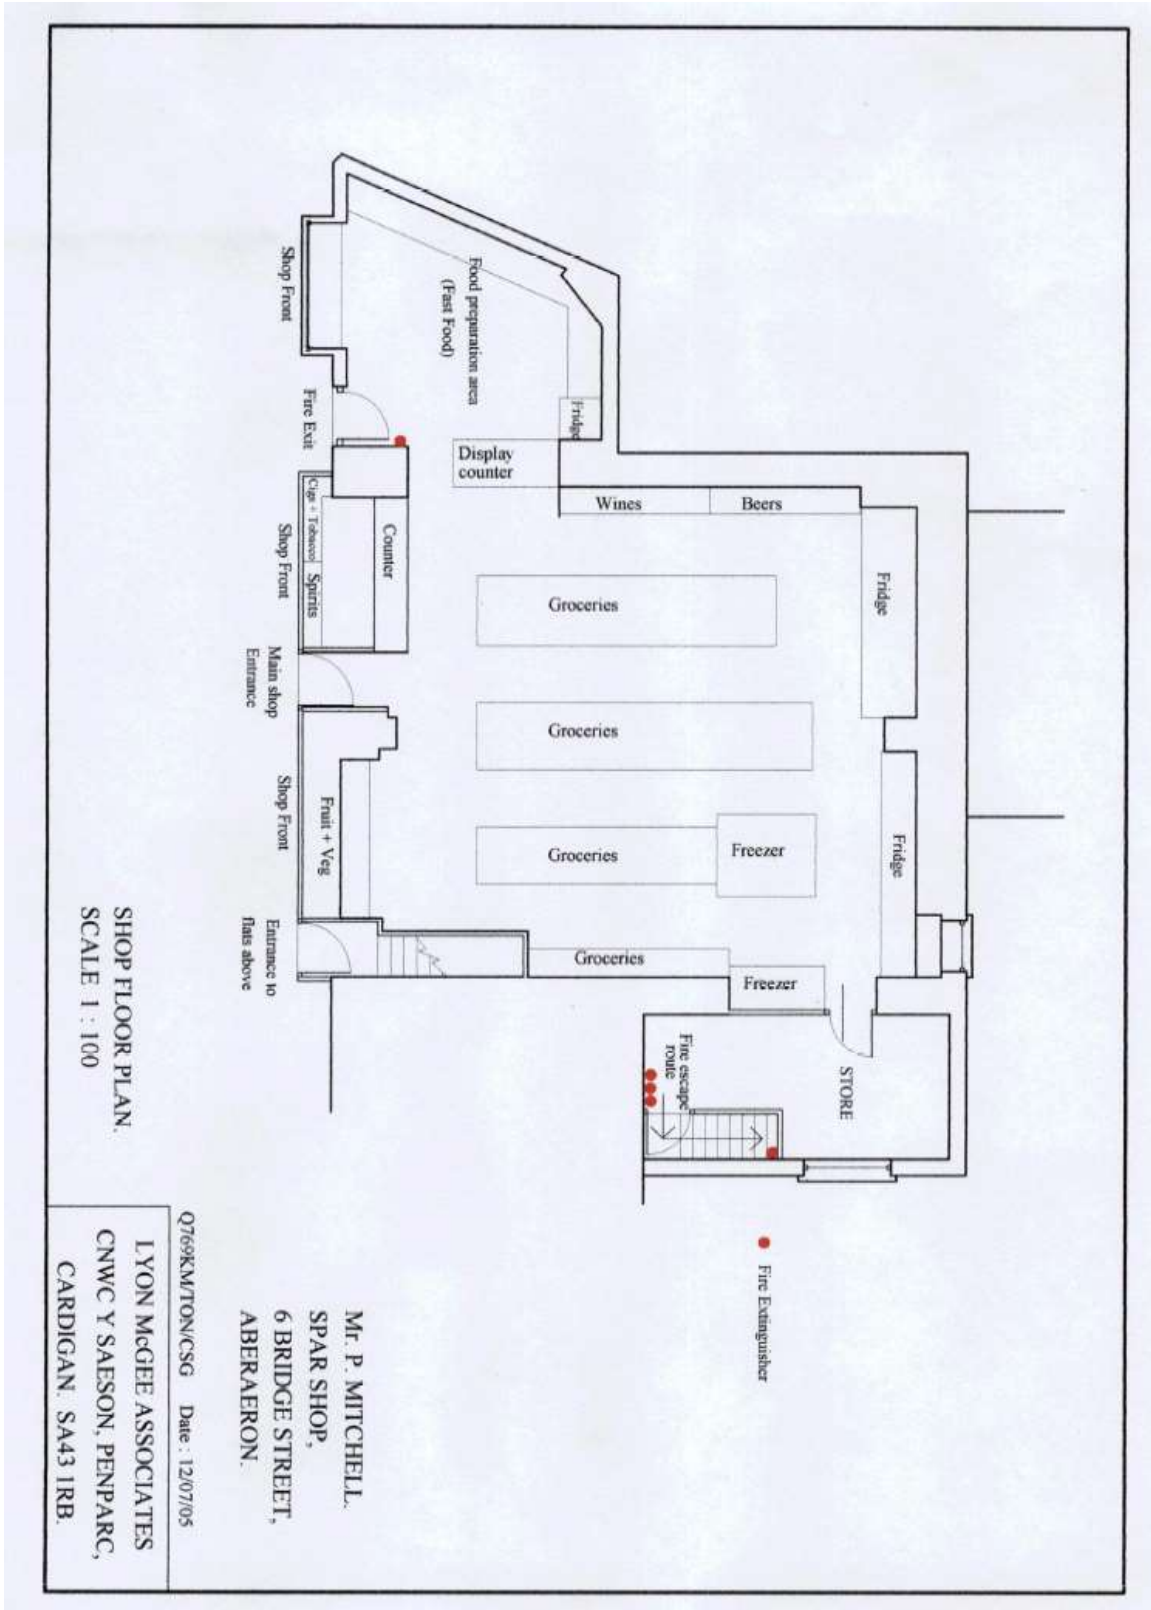 Shop Front
Food preparation area
(Fast Food)
Fire Exit
Fridge
Display
counter
Cigs + Tobacco
Spirits
Shop Front
Counter
Wines
Beers
Fridge
Groceries
Main shop
Entrance
Groceries
Shop Front
Fruit + Veg
Groceries
Freezer
Fridge
Entrance to
flats above
Groceries
Freezer
Fire escape
route
STORE
Fire Extinguisher
SHOP FLOOR PLAN.
SCALE 1 : 100
Mr. P. MITCHELL.
SPAR SHOP,
6 BRIDGE STREET,
ABERAERON.
Q769KM/TON/CSG Date : 12/07/05
LYON McGEE ASSOCIATES
CNWC Y SAESON, PENPARC,
CARDIGAN. SA43 1RB.